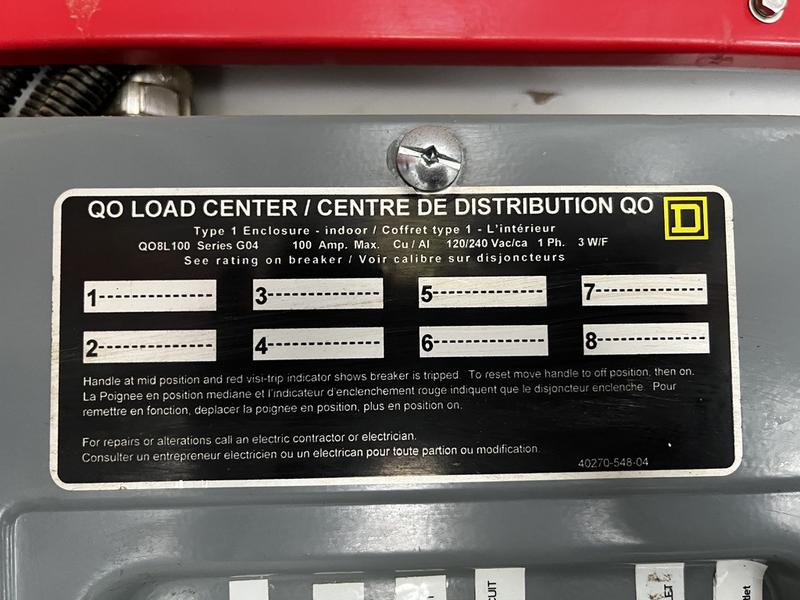 QO LOAD CENTER / CENTRE DE DISTRIBUTION QO
D
Type 1 Enclosure - indoor / Coffret type 1 - L'intérieur
QO8L100 Series G04 100 Amp. Max. Cu / Al 120/240 Vac/ca 1 Ph. 3 W/F
See rating on breaker / Voir calibre sur disjoncteurs
1 3 5 7
2 4 6 8
Handle at mid position and red visi-trip indicator shows breaker is tripped. To reset move handle to off position, then on.
La Poignee en position mediane et l'indicateur d'enclenchement rouge indiquent que le disjoncteur enclenche. Pour
remettre en fonction, deplacer la poignee en position, plus en position on.
For repairs or alterations call an electric contractor or electrician.
Consulter un entrepreneur electricien ou un electrican pour toute partion ou modification.
40270-548-04